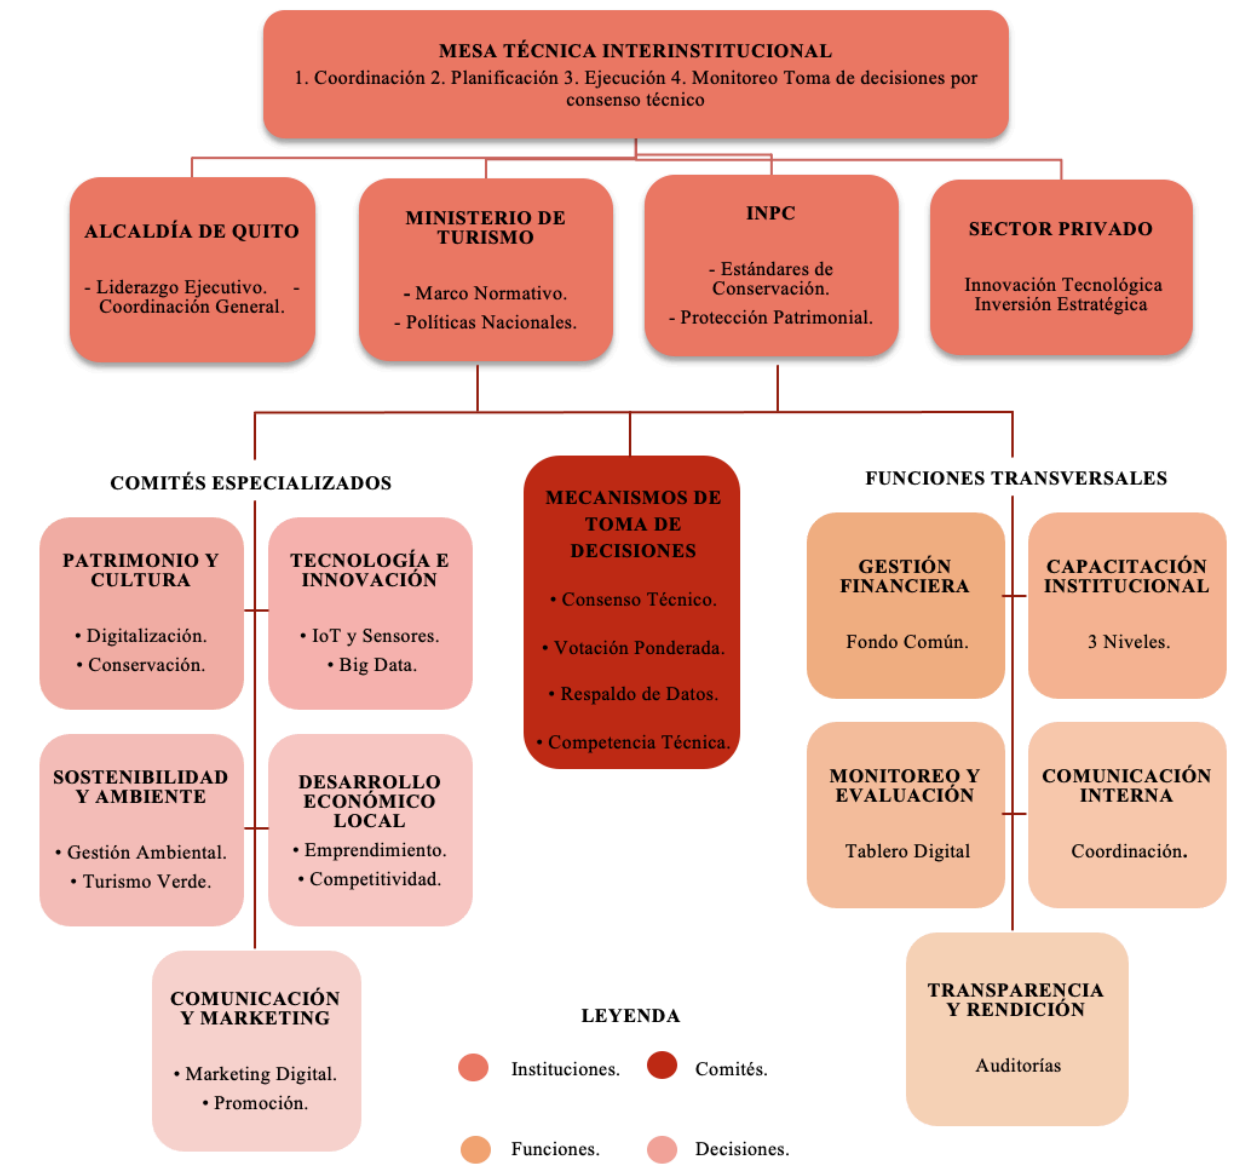 MESA TÉCNICA INTERINSTITUCIONAL
1. Coordinación 2. Planificación 3. Ejecución 4. Monitoreo Toma de decisiones por
consenso técnico
ALCALDÍA DE QUITO
- Liderazgo Ejecutivo. -
Coordinación General.
MINISTERIO DE
TURISMO
- Marco Normativo.
- Políticas Nacionales.
INPC
- Estándares de
Conservación.
- Protección Patrimonial.
SECTOR PRIVADO
Innovación Tecnológica
Inversión Estratégica
COMITÉS ESPECIALIZADOS
PATRIMONIO Y
CULTURA
• Digitalización.
• Conservación.
TECNOLOGÍA E
INNOVACIÓN
• IoT y Sensores.
• Big Data.
SOSTENIBILIDAD
Y AMBIENTE
• Gestión Ambiental.
• Turismo Verde.
DESARROLLO
ECONÓMICO
LOCAL
• Emprendimiento.
• Competitividad.
COMUNICACIÓN
Y MARKETING
• Marketing Digital.
• Promoción.
MECANISMOS DE
TOMA DE
DECISIONES
• Consenso Técnico.
• Votación Ponderada.
• Respaldo de Datos.
• Competencia Técnica.
FUNCIONES TRANSVERSALES
GESTIÓN
FINANCIERA
Fondo Común.
CAPACITACIÓN
INSTITUCIONAL
3 Niveles.
MONITOREO Y
EVALUACIÓN
Tablero Digital
COMUNICACIÓN
INTERNA
Coordinación.
TRANSPARENCIA
Y RENDICIÓN
Auditorías
LEYENDA
Instituciones.
Comités.
Funciones.
Decisiones.